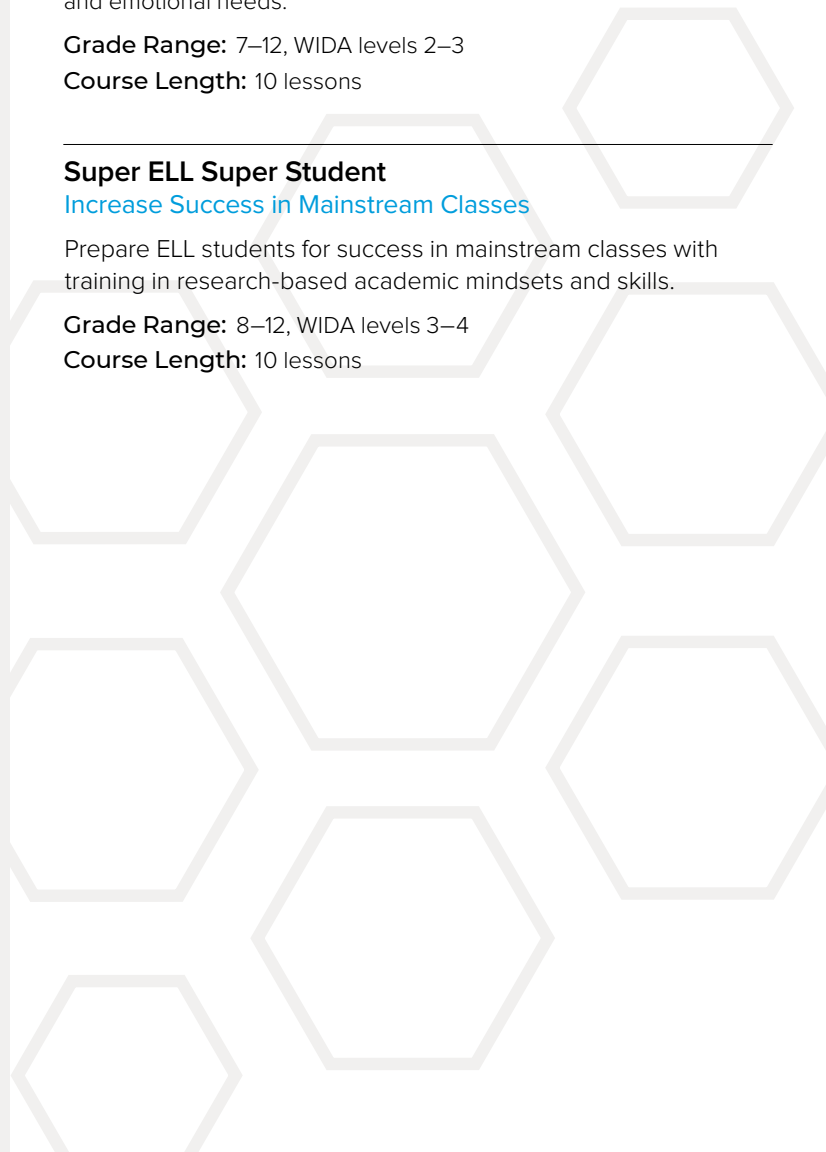 and emotional needs.
Grade Range: 7–12, WIDA levels 2–3
Course Length: 10 lessons
Super ELL Super Student
Increase Success in Mainstream Classes
Prepare ELL students for success in mainstream classes with
training in research-based academic mindsets and skills.
Grade Range: 8–12, WIDA levels 3–4
Course Length: 10 lessons